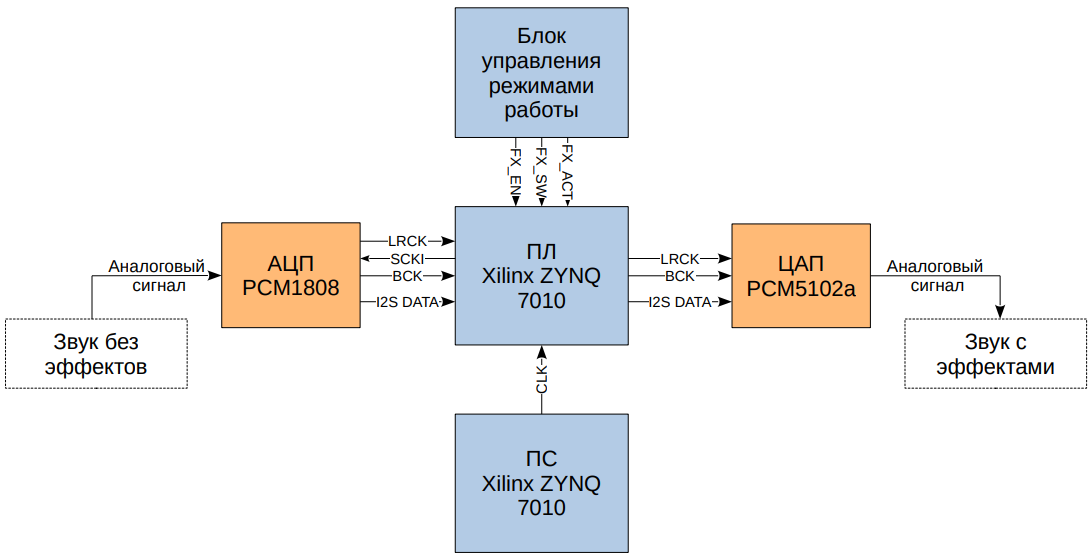 Блок
управления
режимами
работы
FX_EN
FX_SW
FX_ACT
Аналоговый
сигнал
Звук без
эффектов
АЦП
PCM1808
LRCK
SCKI
BCK
I2S DATA
ПЛ
Xilinx ZYNQ
7010
LRCK
BCK
I2S DATA
ЦАП
PCM5102a
Аналоговый
сигнал
Звук с
эффектами
CLK
ПС
Xilinx ZYNQ
7010